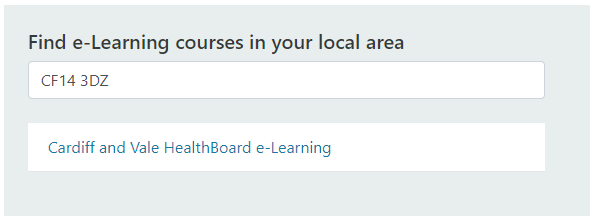 Find e-Learning courses in your local area
CF14 3DZ
Cardiff and Vale HealthBoard e-Learning